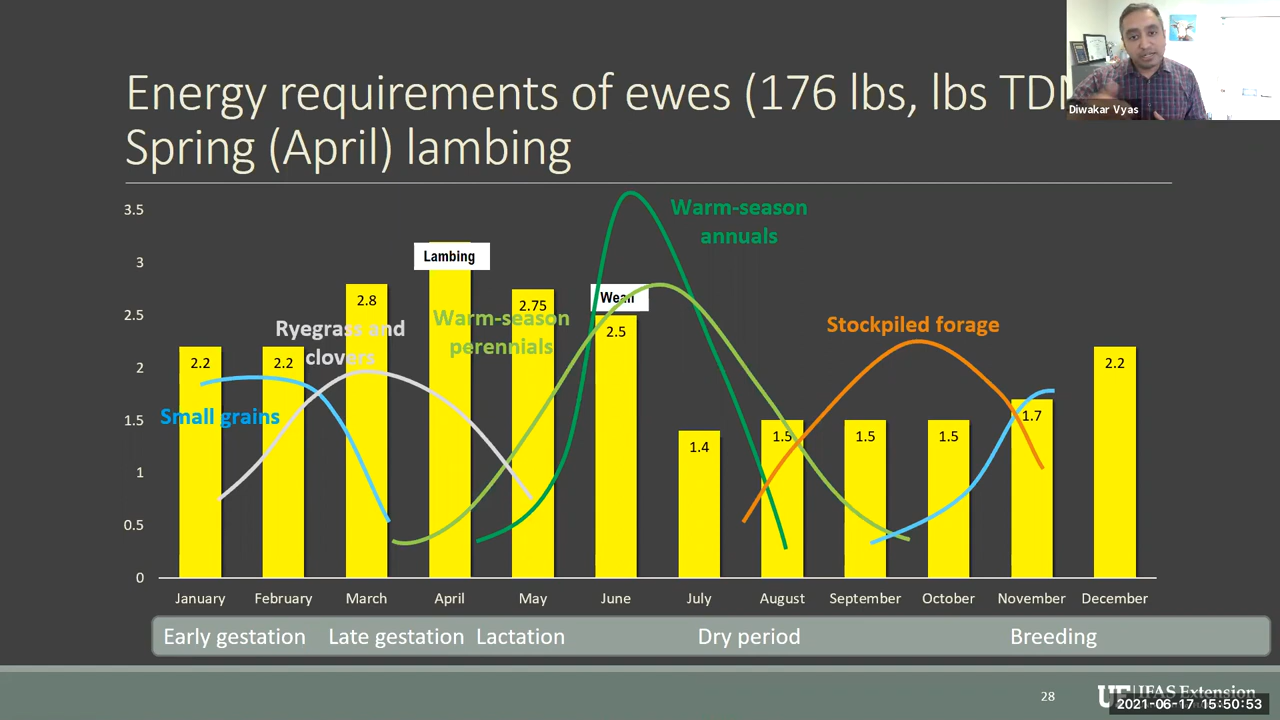 Energy requirements of ewes (176 lbs, lbs
Diwakar Vyas
Spring (April) lambing
3.5
3
2.5
2
1.5
1
0.5
0
Warm-season
annuals
Lambing
Wean
2.2
2.2
2.8
2.75
2.5
1.4
1.5
1.5
1.5
1.7
2.2
Ryegrass and
clovers
Warm-season
perennials
Stockpiled forage
Small grains
January February March April May June July August September October November December
Early gestation Late gestation Lactation Dry period Breeding
28
UF IFAS Extension
2021-06-17 15:50:53